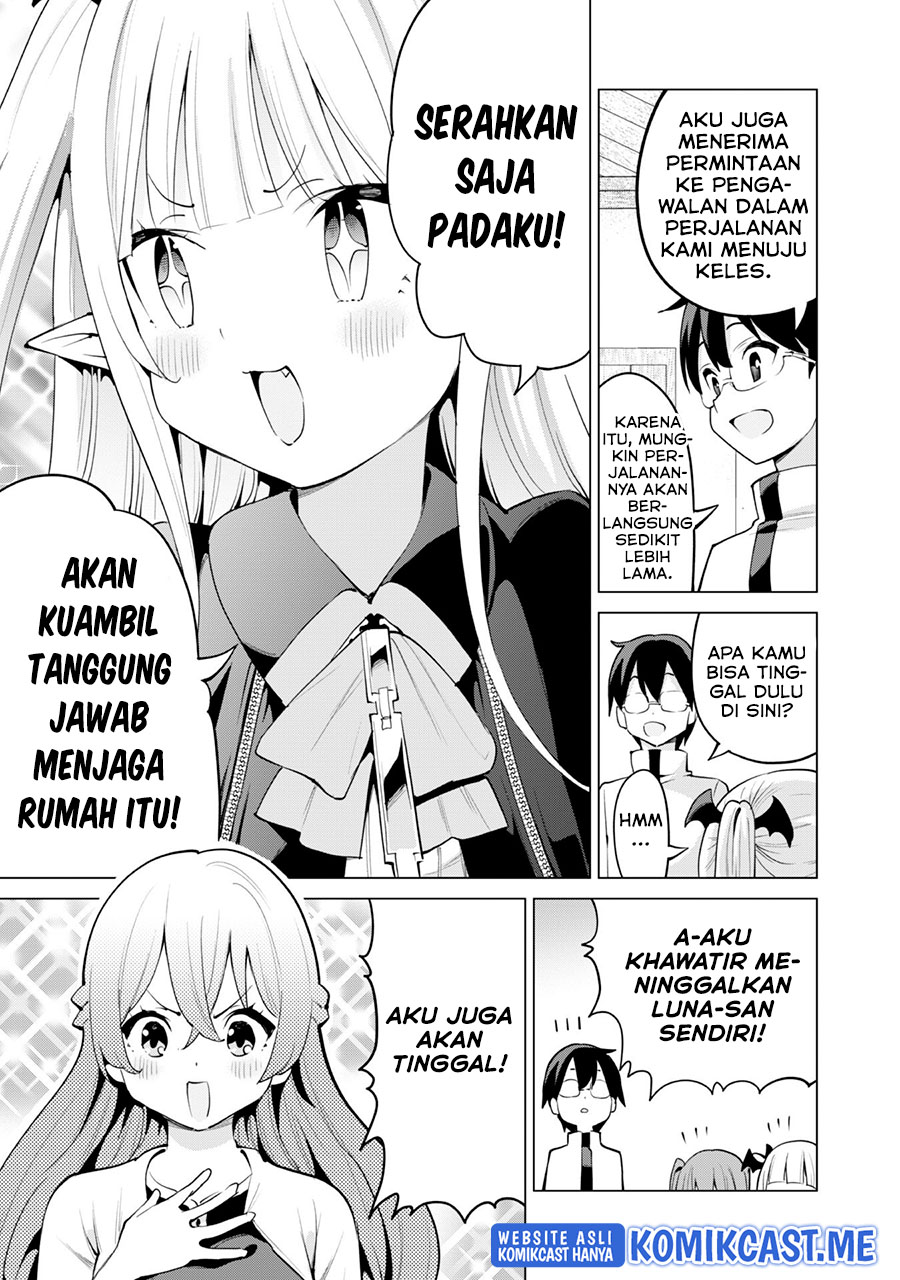 AKU JUGA
MENERIMA
PERMINTAAN
KE PENGA-
WALAN DALAM
PERJALANAN
KAMI MENUJU
KELES.
KARENA
ITU, MUNG-
KIN PER-
JALANAN-
NYA AKAN
BER-
LANGSUNG
SEDIKIT
LEBIH
LAMA.
APA KAMU
BISA TING-
GAL DULU
DI SINI?
HMM
...
SERAHKAN
SAJA
PADAKU!
AKAN
KUAMBIL
TANGGUNG
JAWAB
MENJAGA
RUMAH ITU!
A-AKU
KHAWATIR ME-
NINGGALKAN
LUNA-SAN
SENDIRI!
AKU JUGA
AKAN
TINGGAL!
WEBSITE ASLI
KOMIKCAST HANYA
KOMIKCAST.ME